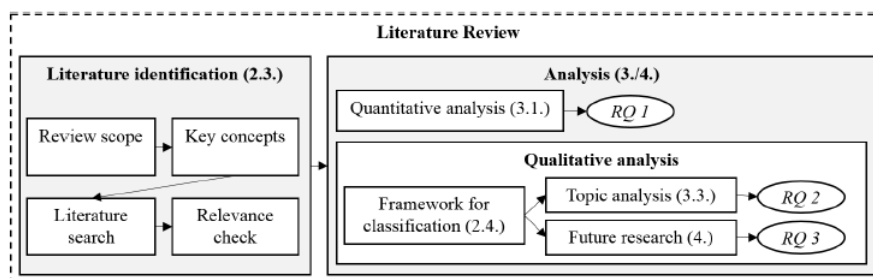 Literature Review
Literature identification (2.3.)
Review scope
Key concepts
Literature
search
Relevance
check
Analysis (3./4.)
Quantitative analysis (3.1.)
RQ 1
Qualitative analysis
Framework for
classification (2.4.)
Topic analysis (3.3.)
RQ 2
Future research (4.)
RQ 3